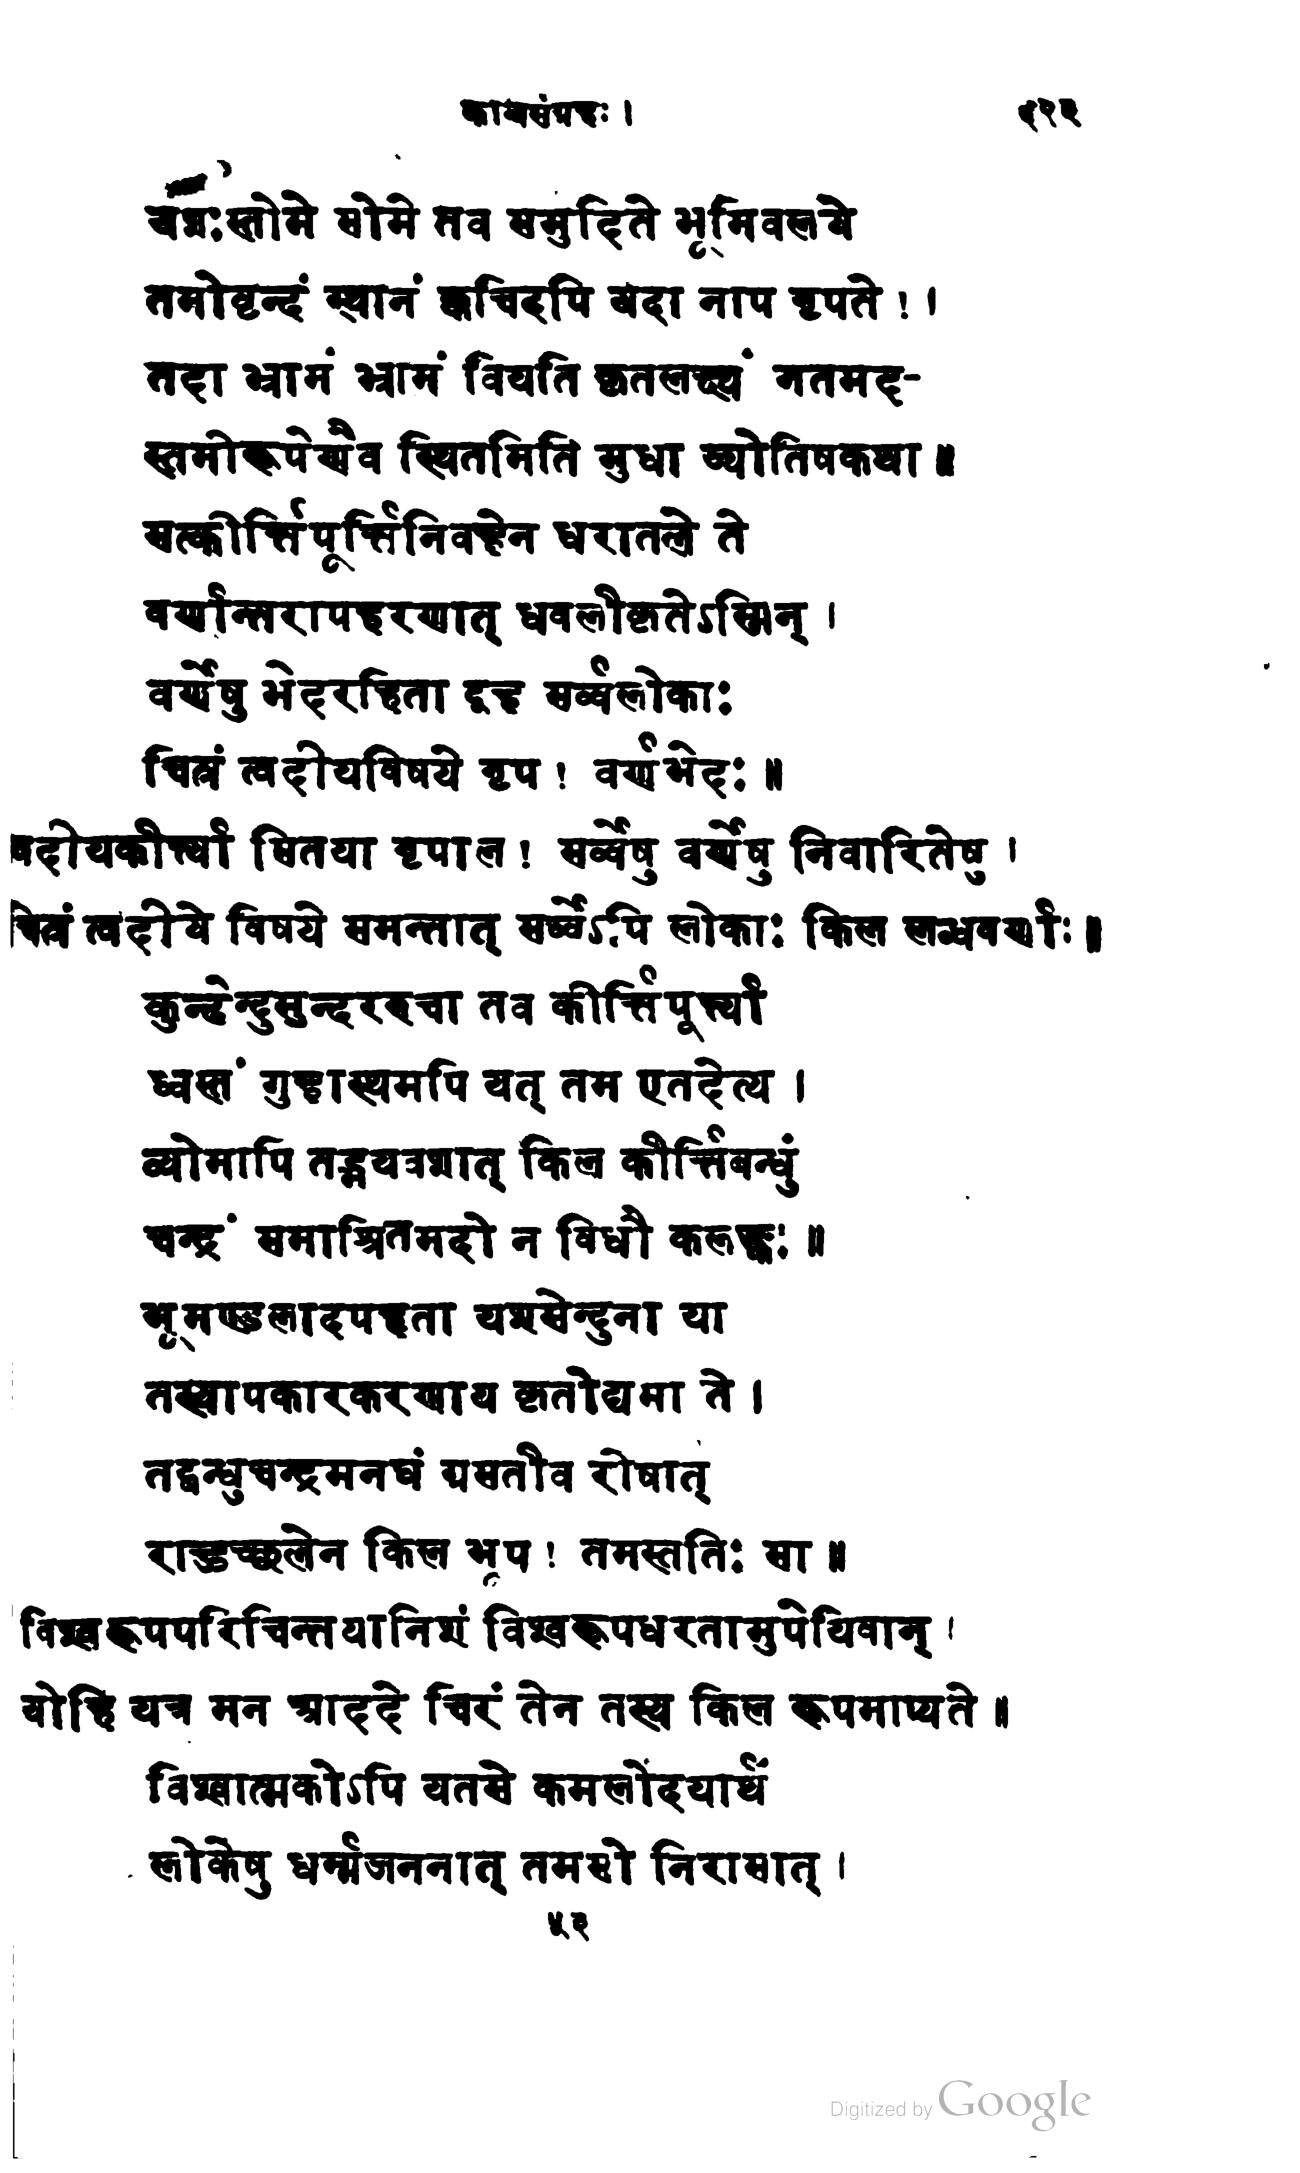 काव्यसंग्रहः ।
यशःस्तोमे सोमे तव समुदिते भूमिवलये
तमोवृन्दं स्थानं क्वचिदपि यदा नाप नृपते ! ।
तदा भ्रामं भ्रामं वियति कृतलक्ष्यं गतमद-
स्तमोरूपेणैव स्थितमिति मुधा ज्योतिषकथा ॥
सत्कीर्त्तिपूर्त्तिनिवहेन धरातले ते
वर्णान्तरापहरणात् धवलीकृतेऽस्मिन् ।
वर्णेषु भेदरहिता इह सर्व्वलोकाः
चित्रं त्वदीयविषये नृप ! वर्णभेदः ॥
त्वदीयकीर्त्त्या सितया नृपाल ! सर्व्वेषु वर्णेषु निवारितेषु ।
चित्रं त्वदीये विषये समन्तात् सर्व्वेऽपि लोकाः किल लब्धवर्णाः ॥
कुन्देन्दुसुन्दररुचा तव कीर्त्तिपूर्त्त्या
ध्वस्तं गुहास्थमपि यत् तम एतदेत्य ।
व्योमापि तद्भयवशात् किल कीर्त्तिबन्धुं
चन्द्रं समाश्रितमदो न विधौ कलङ्कः ॥
भूमण्डलादपहृता यशसेन्दुना या
तस्यापकारकरणाय कृतोद्यमा ते ।
तद्बन्धुचन्द्रमनघं ग्रसतीव रोषात्
राहुच्छलेन किल भूप ! तमस्ततिः सा ॥
विश्वरूपपरिचिन्तयानिशं विश्वरूपधरतामुपेयिवान् ।
योहि यत्र मन आददे चिरं तेन तस्य किल रूपमाप्यते ॥
विश्वात्मकोऽपि यतसे कमलोदयार्थं
लोकेषु धर्म्मजननात् तमसो निरासात् ।
५३
Digitized by Google